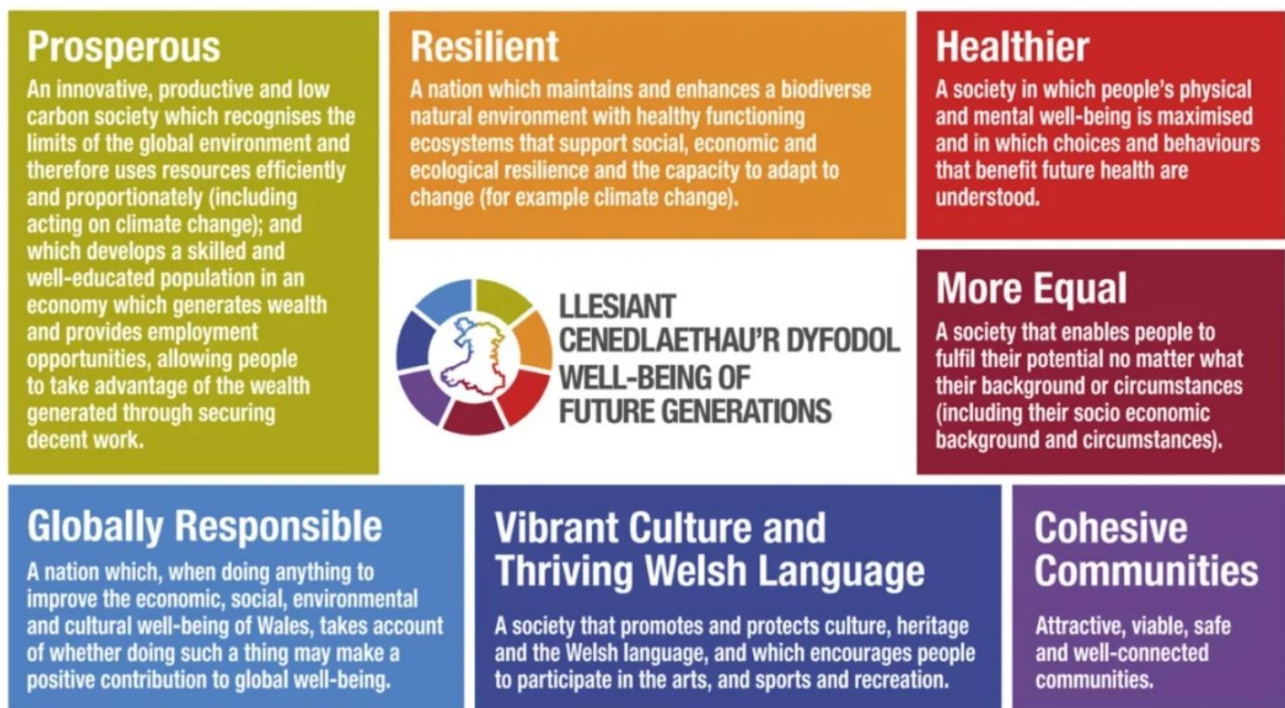 Prosperous
An innovative, productive and low
carbon society which recognises the
limits of the global environment and
therefore uses resources efficiently
and proportionately (including
acting on climate change); and
which develops a skilled and
well-educated population in an
economy which generates wealth
and provides employment
opportunities, allowing people
to take advantage of the wealth
generated through securing
decent work.
Resilient
A nation which maintains and enhances a biodiverse
natural environment with healthy functioning
ecosystems that support social, economic and
ecological resilience and the capacity to adapt to
change (for example climate change).
Healthier
A society in which people's physical
and mental well-being is maximised
and in which choices and behaviours
that benefit future health are
understood.
LLESIANT
CENEDLAETHAU'R DYFODOL
WELL-BEING OF
FUTURE GENERATIONS
More Equal
A society that enables people to
fulfil their potential no matter what
their background or circumstances
(including their socio economic
background and circumstances).
Globally Responsible
A nation which, when doing anything to
improve the economic, social, environmental
and cultural well-being of Wales, takes account
of whether doing such a thing may make a
positive contribution to global well-being.
Vibrant Culture and
Thriving Welsh Language
A society that promotes and protects culture, heritage
and the Welsh language, and which encourages people
to participate in the arts, and sports and recreation.
Cohesive
Communities
Attractive, viable, safe
and well-connected
communities.